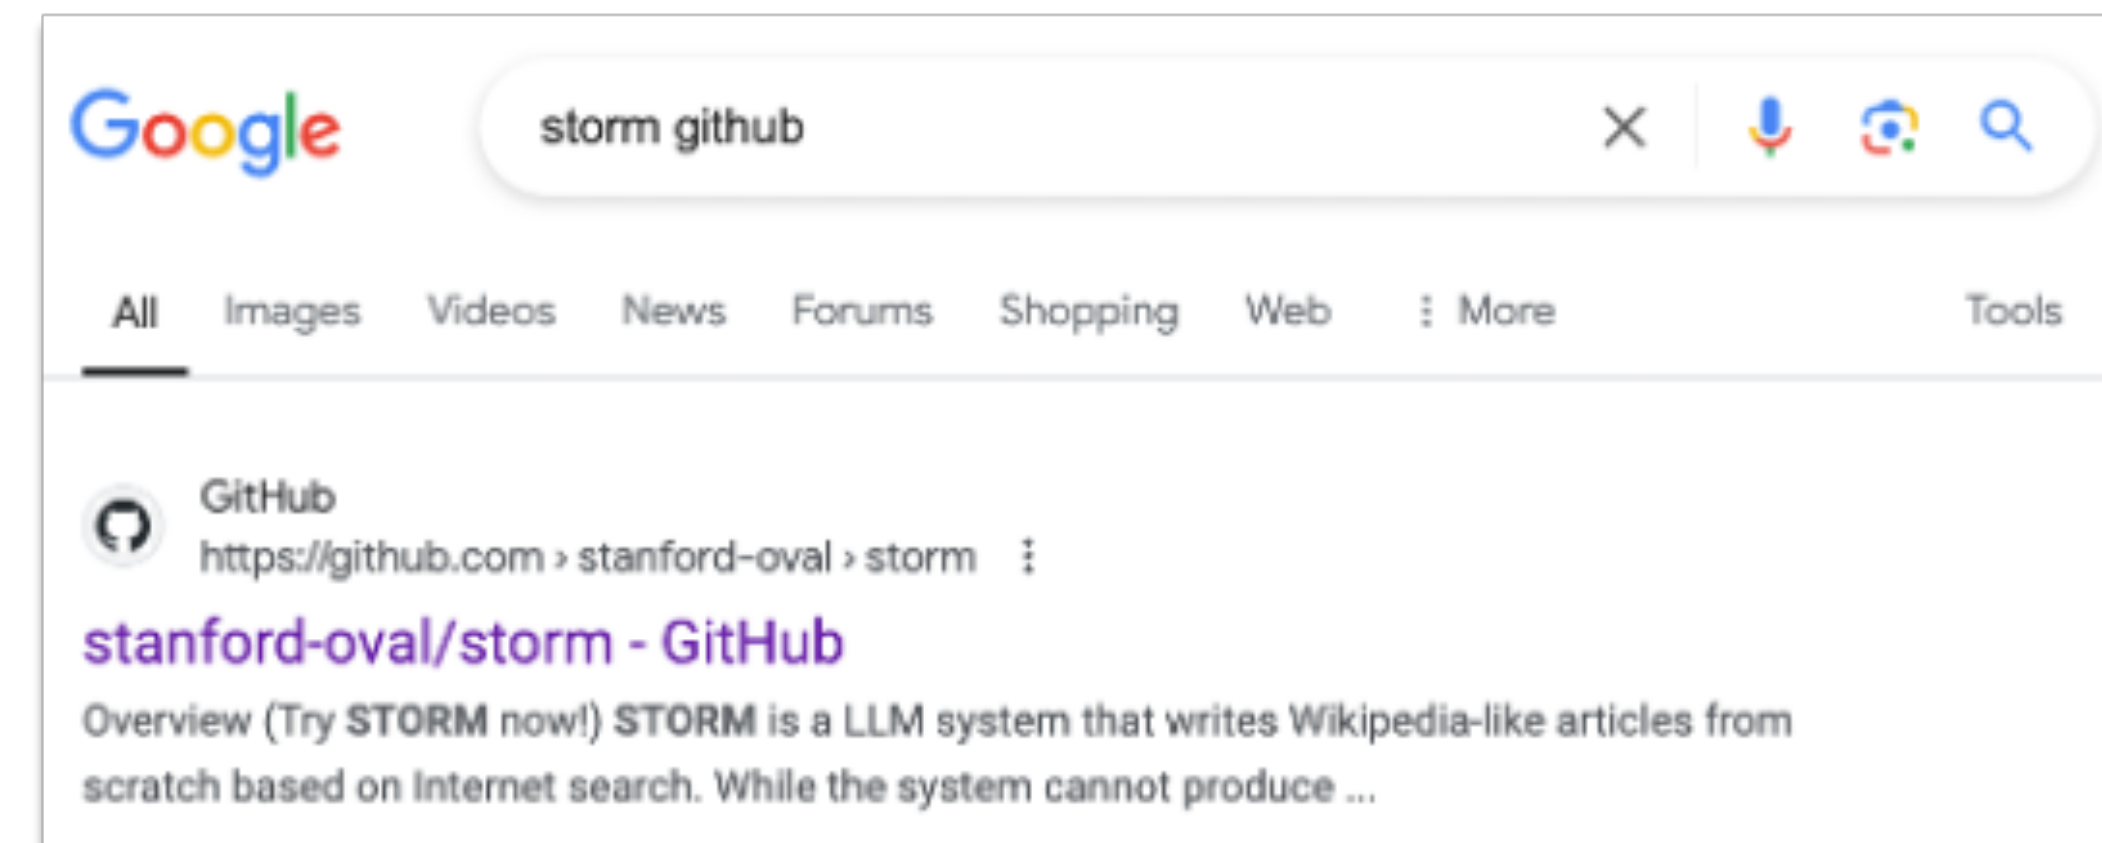 Google storm github
All Images Videos News Forums Shopping Web More Tools
GitHub
https://github.com › stanford-oval › storm
stanford-oval/storm - GitHub
Overview (Try STORM now!) STORM is a LLM system that writes Wikipedia-like articles from
scratch based on Internet search. While the system cannot produce ...